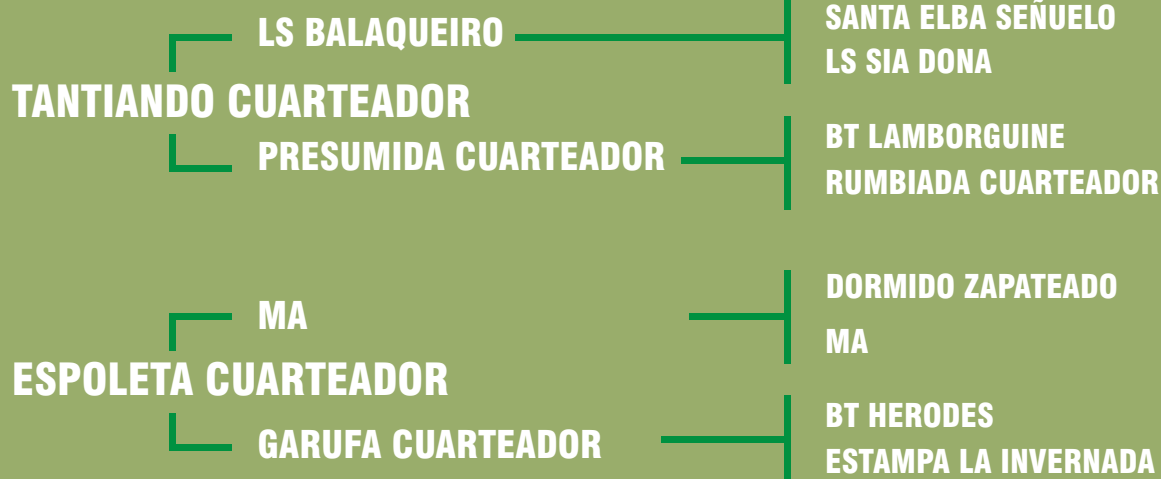 LS BALAQUEIRO
TANTIANDO CUARTEADOR
PRESUMIDA CUARTEADOR
SANTA ELBA SEÑUELO
LS SIA DONA
BT LAMBORGUINE
RUMBIADA CUARTEADOR
MA
ESPOLETA CUARTEADOR
GARUFA CUARTEADOR
DORMIDO ZAPATEADO
MA
BT HERODES
ESTAMPA LA INVERNADA